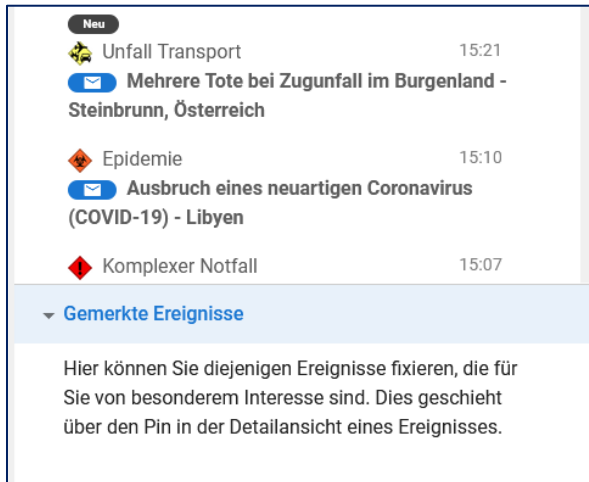 Neu
Unfall Transport 15:21
Mehrere Tote bei Zugunfall im Burgenland -
Steinbrunn, Österreich
Epidemie 15:10
Ausbruch eines neuartigen Coronavirus
(COVID-19) - Libyen
Komplexer Notfall 15:07
Gemerkte Ereignisse
Hier können Sie diejenigen Ereignisse fixieren, die für
Sie von besonderem Interesse sind. Dies geschieht
über den Pin in der Detailansicht eines Ereignisses.